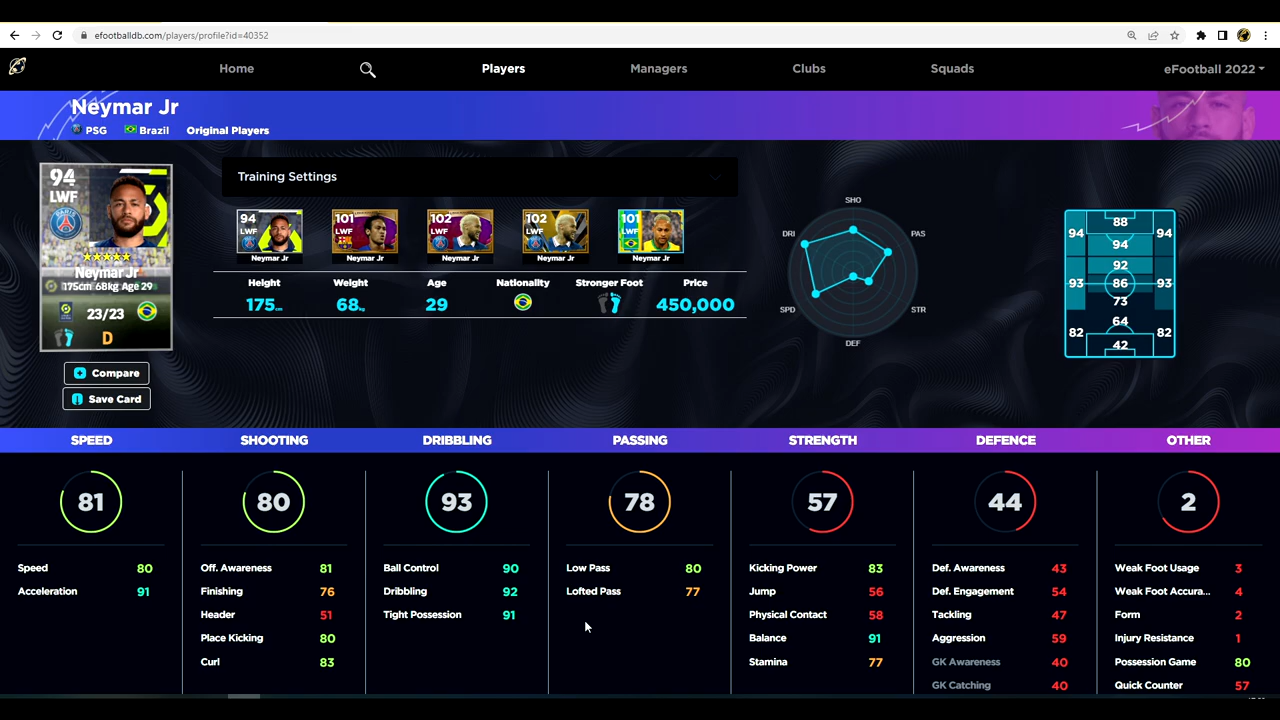 efootballdb.com/players/profile?id=40352
Home Players Managers Clubs Squads eFootball 2022
Neymar Jr
PSG Brazil Original Players
94
LWF
Neymar Jr
175cm 68kg Age 29
23/23
D
Compare
Save Card
Training Settings
94 LWF Neymar Jr
101 LWF Neymar Jr
102 LWF Neymar Jr
102 LWF Neymar Jr
101 LWF Neymar Jr
Height Weight Age Nationality Stronger Foot Price
175cm 68kg 29 450,000
SHO
DRI PAS
SPD STR
DEF
88
94 94 94
92
93 86 93
73
64
82 82
42
SPEED SHOOTING DRIBBLING PASSING STRENGTH DEFENCE OTHER
81 80 93 78 57 44 2
Speed 80
Acceleration 91
Off. Awareness 81
Finishing 76
Header 51
Place Kicking 80
Curl 83
Ball Control 90
Dribbling 92
Tight Possession 91
Low Pass 80
Lofted Pass 77
Kicking Power 83
Jump 56
Physical Contact 58
Balance 91
Stamina 77
Def. Awareness 43
Def. Engagement 54
Tackling 47
Aggression 59
GK Awareness 40
GK Catching 40
Weak Foot Usage 3
Weak Foot Accura... 4
Form 2
Injury Resistance 1
Possession Game 80
Quick Counter 57